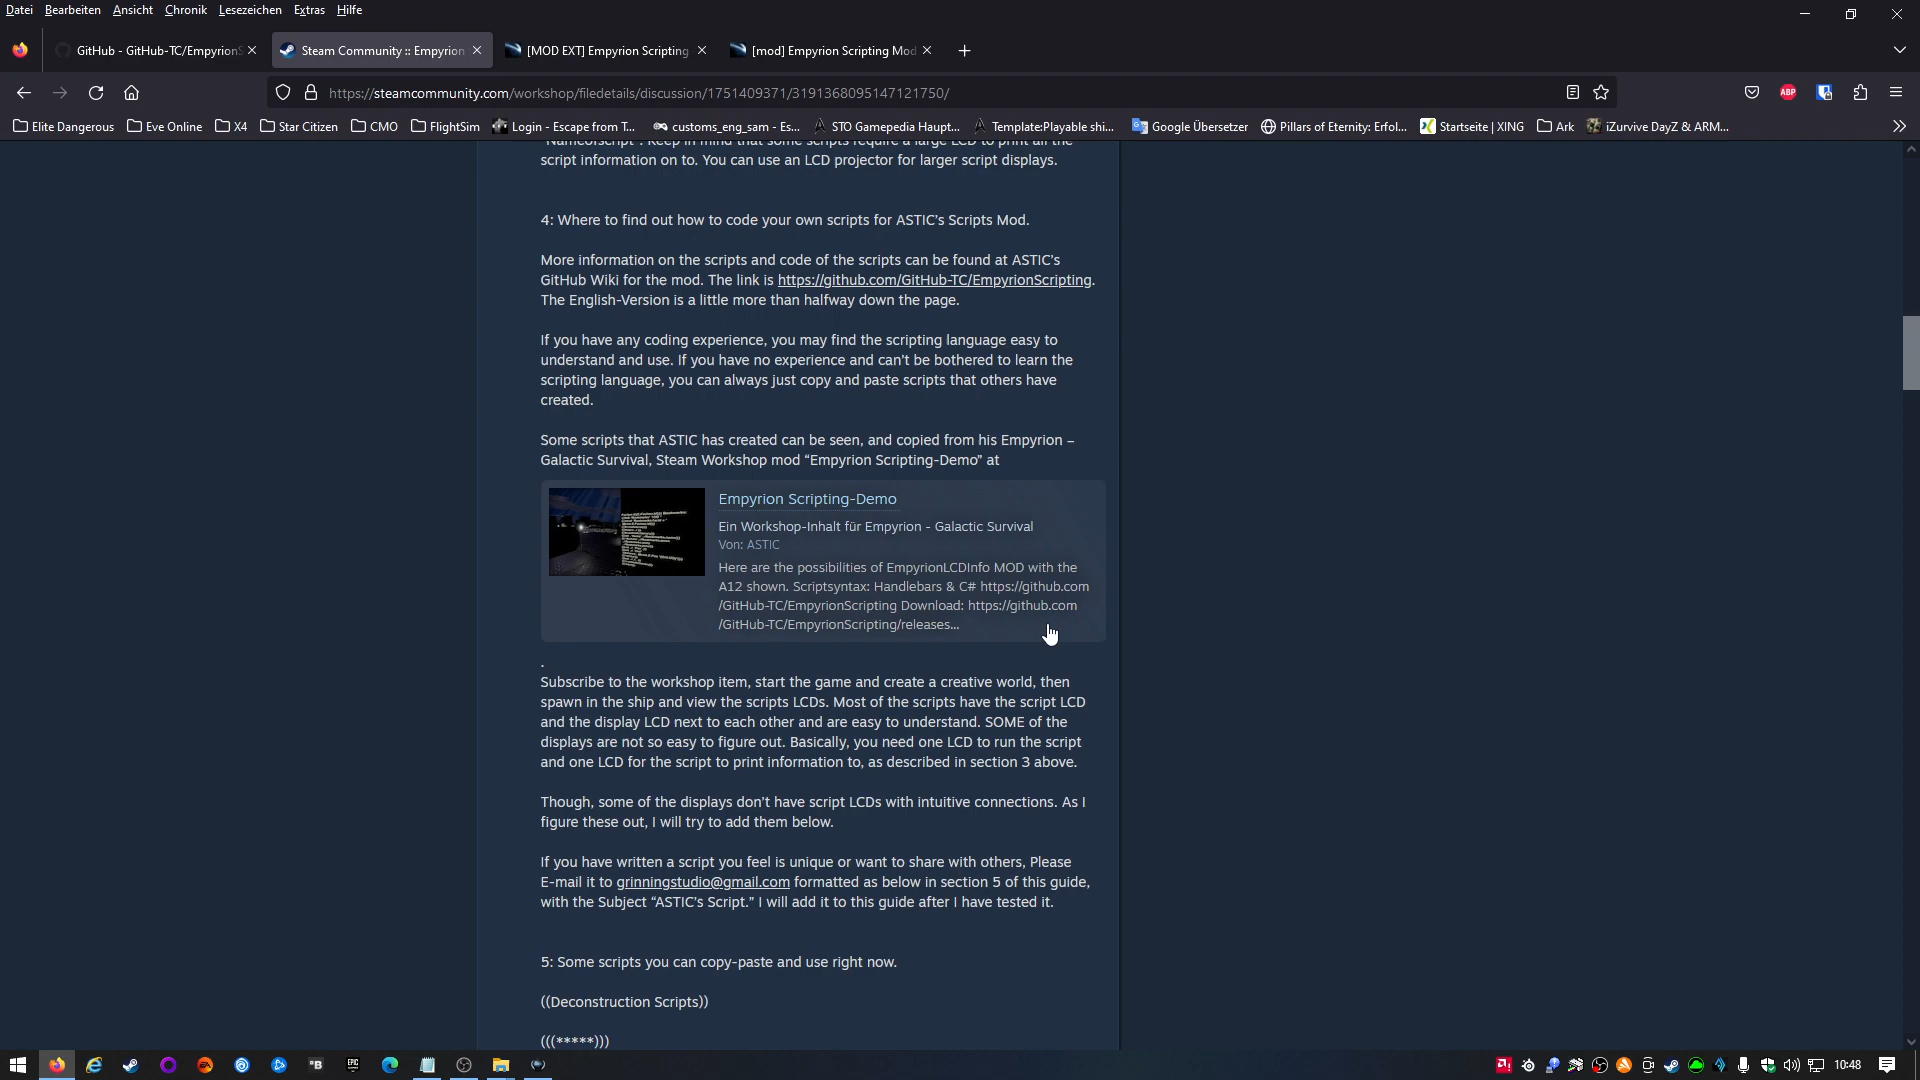 Datei Bearbeiten Ansicht Chronik Lesezeichen Extras Hilfe
GitHub - GitHub-TC/EmpyrionS
Steam Community :: Empyrion
[MOD EXT] Empyrion Scripting
[mod] Empyrion Scripting Mod
https://steamcommunity.com/workshop/filedetails/discussion/1751409371/3191368095147121750/
ABP
Elite Dangerous Eve Online X4 Star Citizen CMO FlightSim Login - Escape from T... customs_eng_sam - Es... STO Gamepedia Haupt... Template:Playable shi... Google Übersetzer Pillars of Eternity: Erfol... Startseite | XING Ark iZurvive DayZ & ARM...
"Nameofscript". Keep in mind that some scripts require a large LCD to print all the
script information on to. You can use an LCD projector for larger script displays.
4: Where to find out how to code your own scripts for ASTIC’s Scripts Mod.
More information on the scripts and code of the scripts can be found at ASTIC’s
GitHub Wiki for the mod. The link is https://github.com/GitHub-TC/EmpyrionScripting.
The English-Version is a little more than halfway down the page.
If you have any coding experience, you may find the scripting language easy to
understand and use. If you have no experience and can't be bothered to learn the
scripting language, you can always just copy and paste scripts that others have
created.
Some scripts that ASTIC has created can be seen, and copied from his Empyrion –
Galactic Survival, Steam Workshop mod “Empyrion Scripting-Demo” at
Empyrion Scripting-Demo
Ein Workshop-Inhalt für Empyrion - Galactic Survival
Von: ASTIC
Here are the possibilities of EmpyrionLCDInfo MOD with the
A12 shown. Scriptsyntax: Handlebars & C# https://github.com
/GitHub-TC/EmpyrionScripting Download: https://github.com
/GitHub-TC/EmpyrionScripting/releases...
.
Subscribe to the workshop item, start the game and create a creative world, then
spawn in the ship and view the scripts LCDs. Most of the scripts have the script LCD
and the display LCD next to each other and are easy to understand. SOME of the
displays are not so easy to figure out. Basically, you need one LCD to run the script
and one LCD for the script to print information to, as described in section 3 above.
Though, some of the displays don’t have script LCDs with intuitive connections. As I
figure these out, I will try to add them below.
If you have written a script you feel is unique or want to share with others, Please
E-mail it to grinningstudio@gmail.com formatted as below in section 5 of this guide,
with the Subject “ASTIC’s Script.” I will add it to this guide after I have tested it.
5: Some scripts you can copy-paste and use right now.
((Deconstruction Scripts))
(((*****)))
10:48